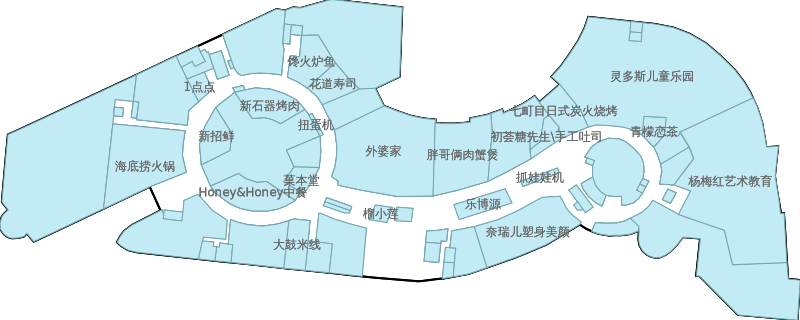 馋火炉鱼
灵多斯儿童乐园
1点点
花道寿司
新石器烤肉
七町目日式炭火烧烤
扭蛋机
新招鲜
初荟糖先生\手工吐司
青檬恋茶
外婆家
胖哥俩肉蟹煲
海底捞火锅
菓本堂
抓娃娃机
杨梅红艺术教育
Honey&Honey中餐
乐博源
榴小莲
奈瑞儿塑身美颜
大鼓米线